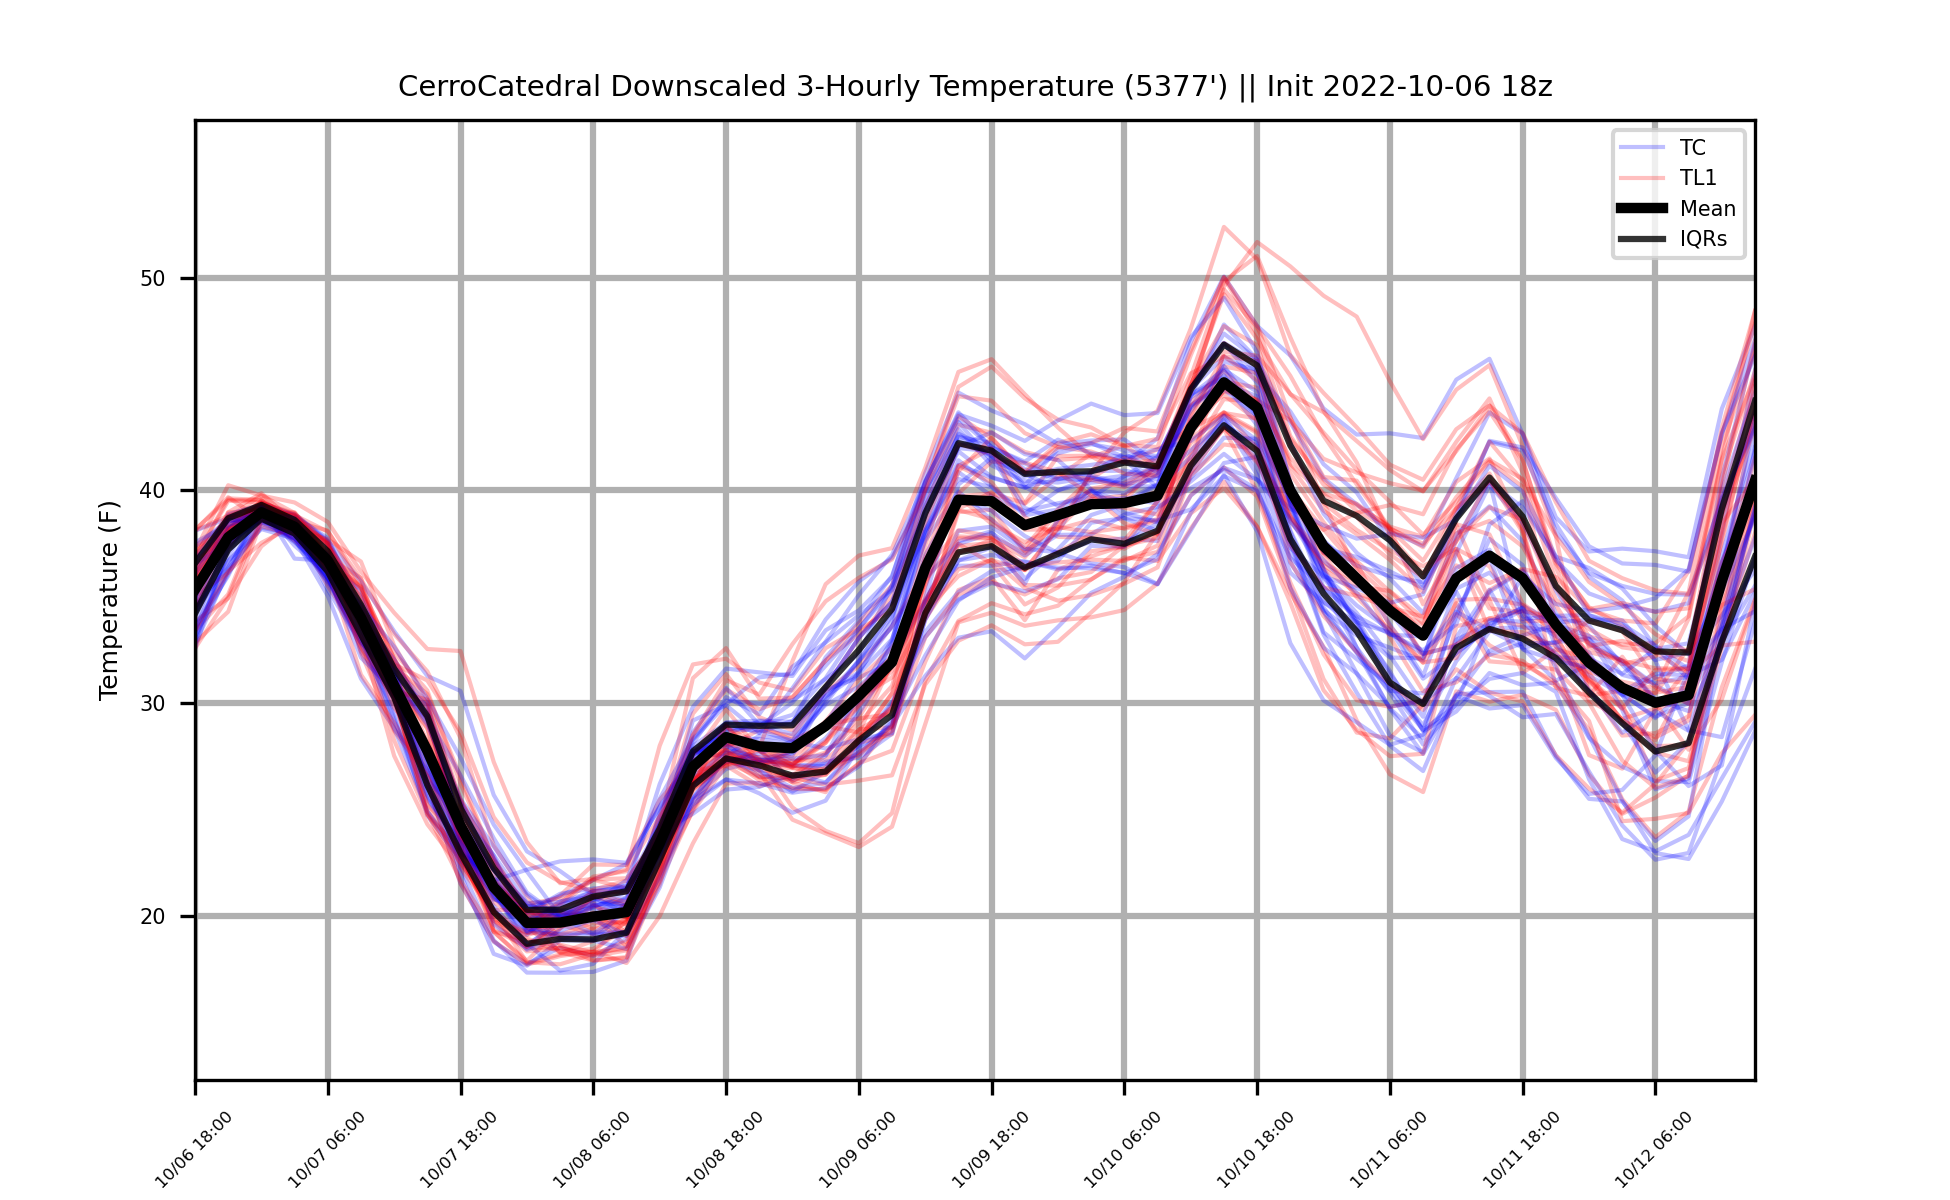 CerroCatedral Downscaled 3-Hourly Temperature (5377') || Init 2022-10-06 18z
TC
TL1
Mean
IQRs
Temperature (F)
50
40
30
20
10/06 18:00
10/07 06:00
10/07 18:00
10/08 06:00
10/08 18:00
10/09 06:00
10/09 18:00
10/10 06:00
10/10 18:00
10/11 06:00
10/11 18:00
10/12 06:00